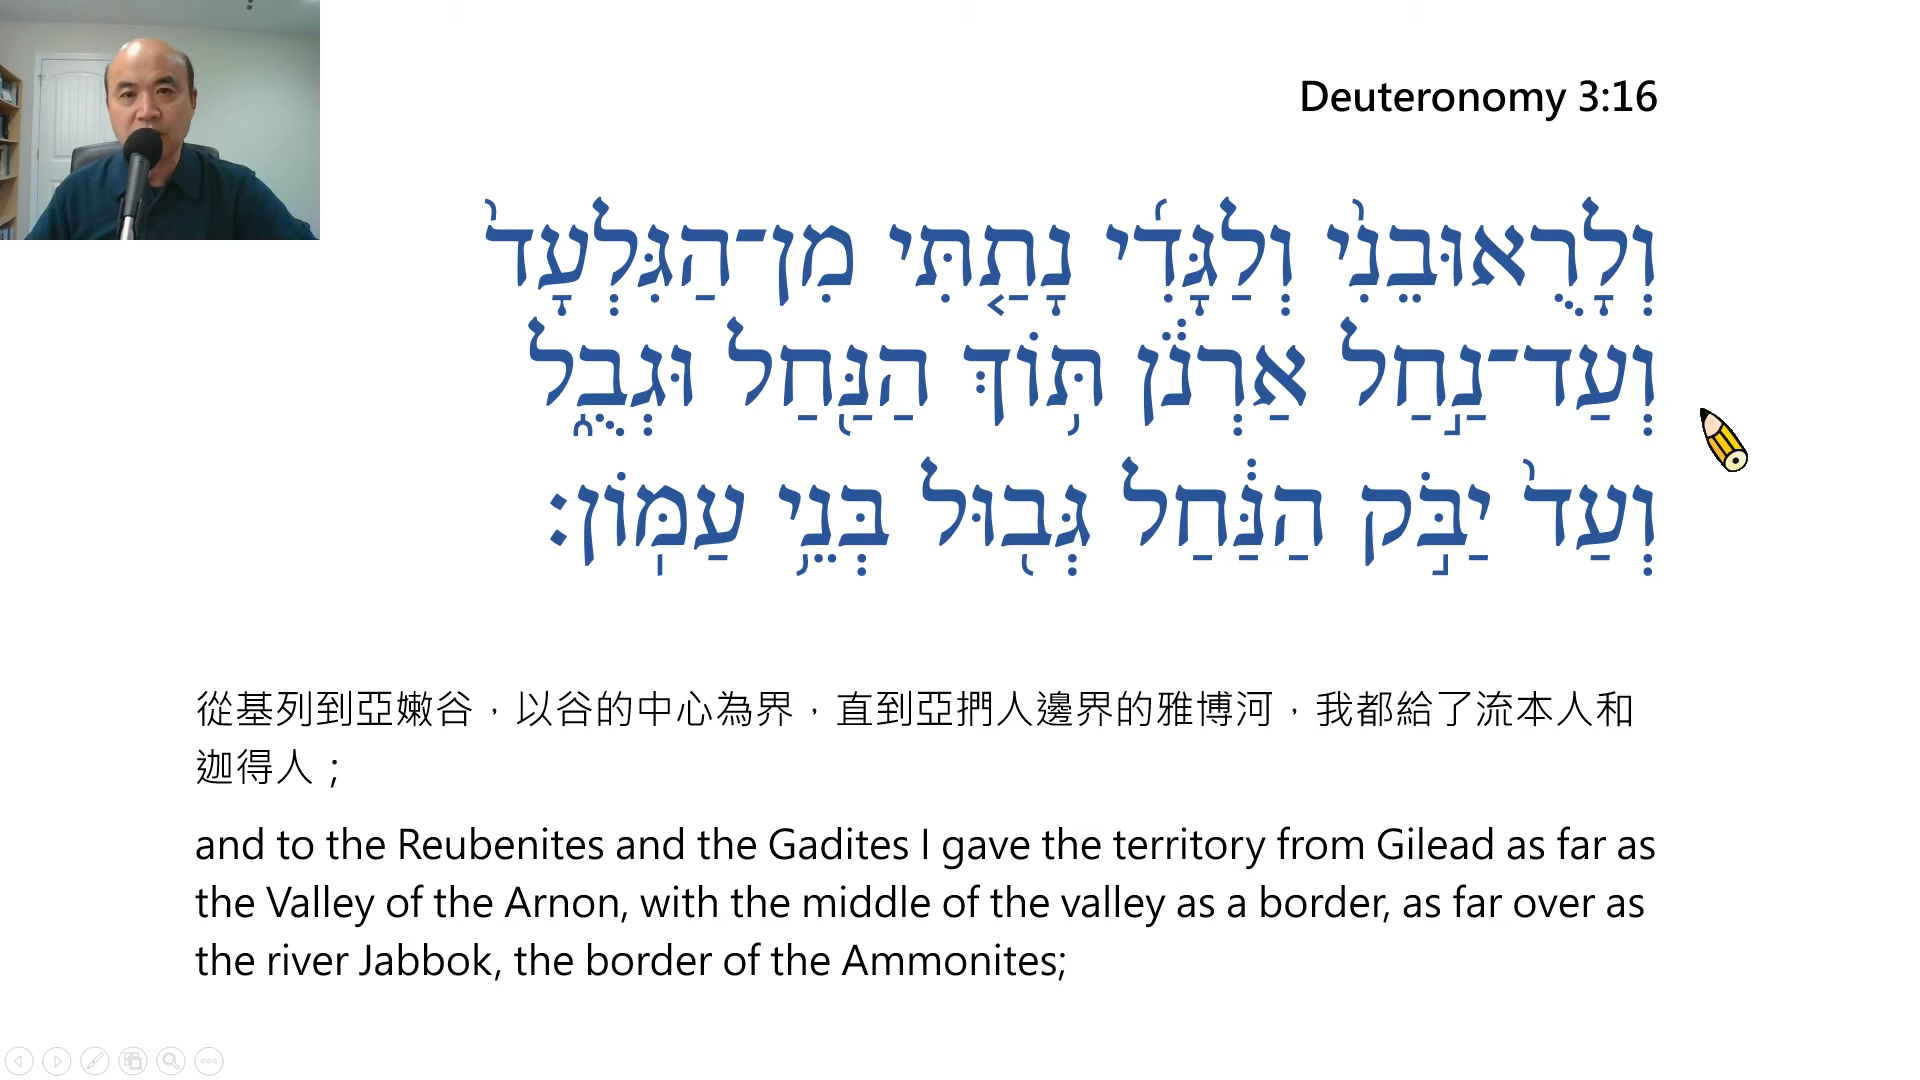 Deuteronomy 3:16
וְלָרֻאוּבֵנִ֨י וְלַגָּדִ֜י נָתַ֤תִּי מִן־הַגִּלְעָד֙
וְעַד־נַ֣חַל אַרְנֹ֔ן תּ֥וֹךְ הַנַּ֖חַל וּגְבֻ֑ל
וְעַד֙ יַבֹּ֣ק הַנַּ֔חַל גְּב֖וּל בְּנֵ֥י עַמּֽוֹן׃
從基列到亞嫩谷，以谷的中心為界，直到亞捫人邊界的雅博河，我都給了流本人和
迦得人；
and to the Reubenites and the Gadites I gave the territory from Gilead as far as
the Valley of the Arnon, with the middle of the valley as a border, as far over as
the river Jabbok, the border of the Ammonites;